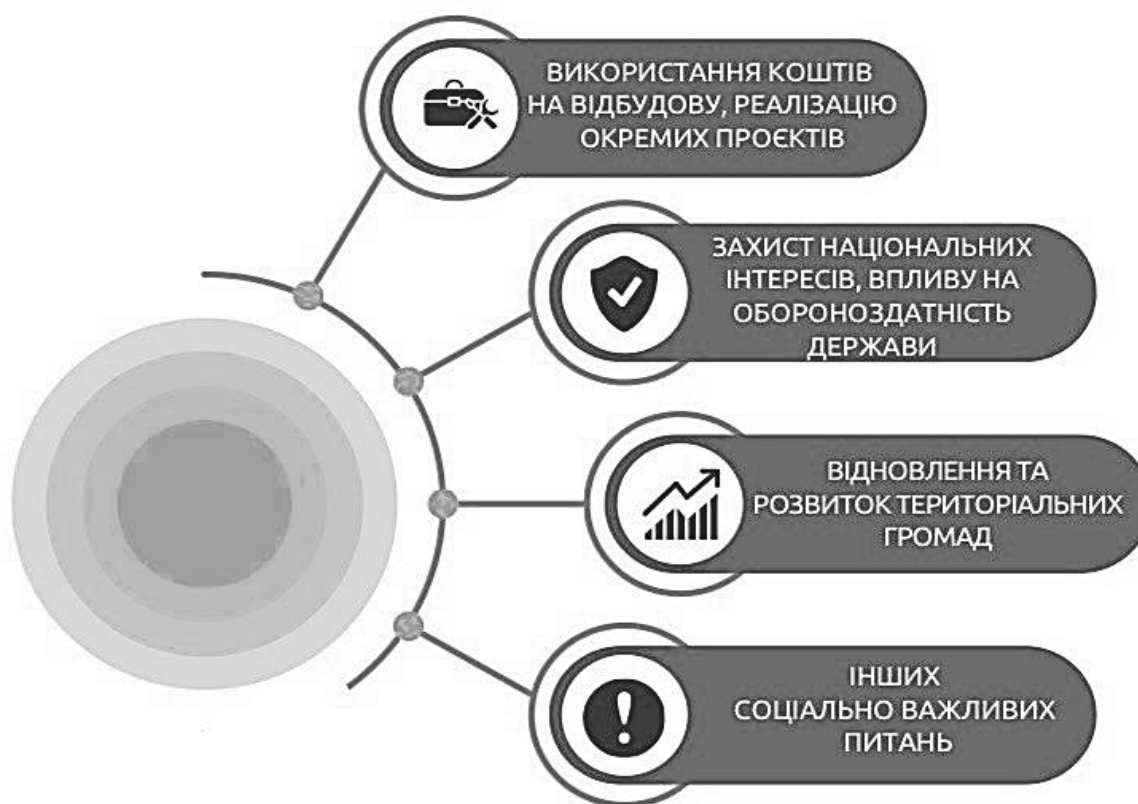 ВИКОРИСТАННЯ КОШТІВ
НА ВІДБУДОВУ, РЕАЛІЗАЦІЮ
ОКРЕМИХ ПРОЄКТІВ
ЗАХИСТ НАЦІОНАЛЬНИХ
ІНТЕРЕСІВ, ВПЛИВУ НА
ОБОРОНОЗДАТНІСТЬ
ДЕРЖАВИ
ВІДНОВЛЕННЯ ТА
РОЗВИТОК ТЕРИТОРІАЛЬНИХ
ГРОМАД
ІНШИХ
СОЦІАЛЬНО ВАЖЛИВИХ
ПИТАНЬ